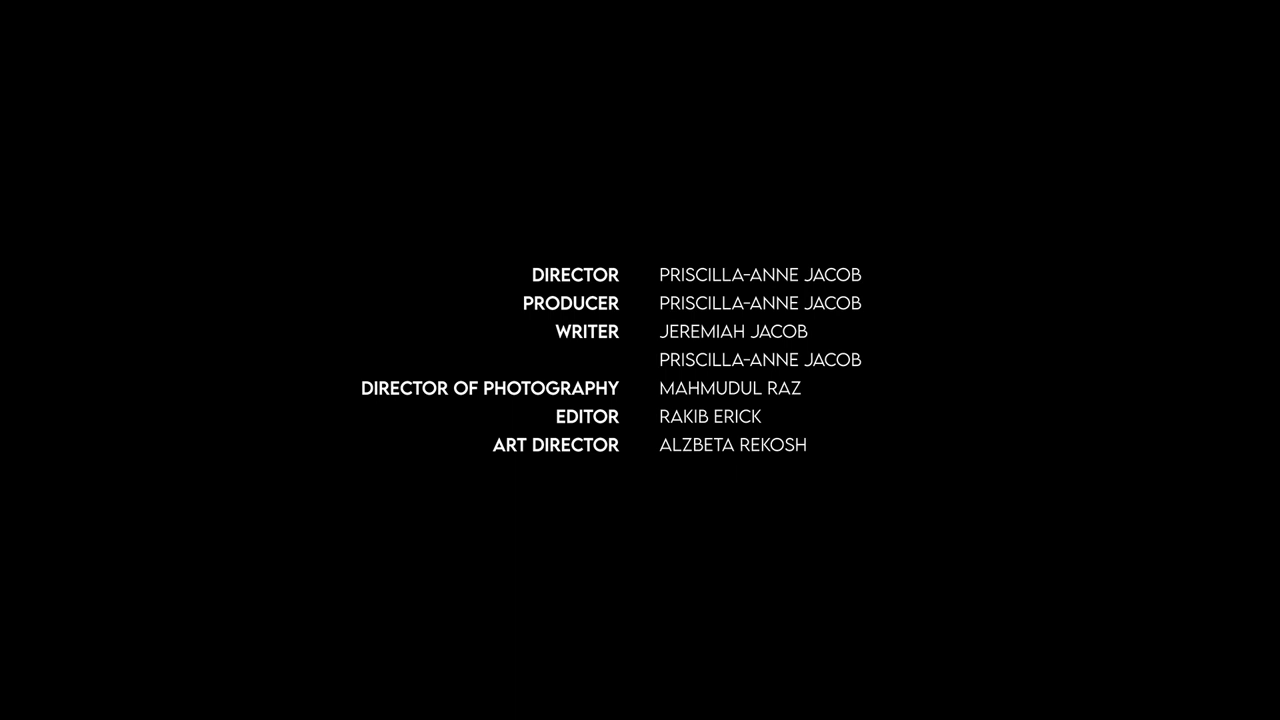 DIRECTOR PRISCILLA-ANNE JACOB
PRODUCER PRISCILLA-ANNE JACOB
WRITER JEREMIAH JACOB
PRISCILLA-ANNE JACOB
DIRECTOR OF PHOTOGRAPHY MAHMUDUL RAZ
EDITOR RAKIB ERICK
ART DIRECTOR ALZBETA REKOSH